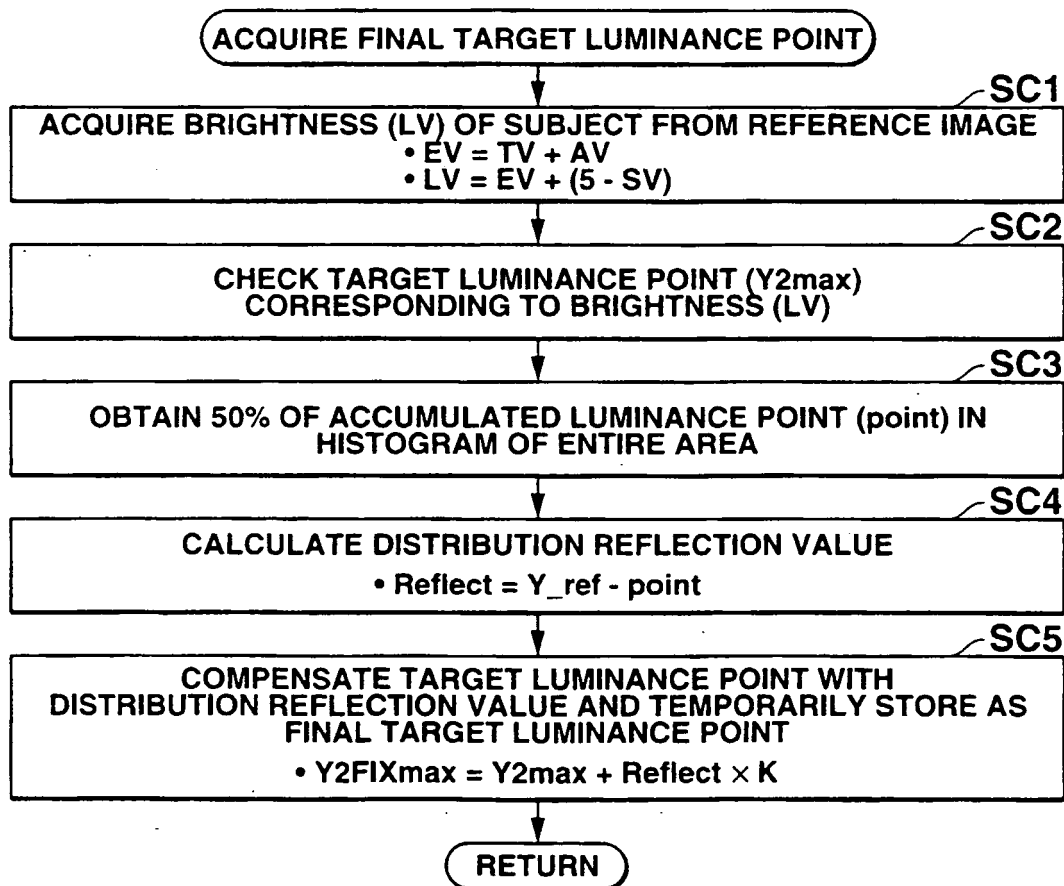 ACQUIRE FINAL TARGET LUMINANCE POINT
SC1
ACQUIRE BRIGHTNESS (LV) OF SUBJECT FROM REFERENCE IMAGE
• EV = TV + AV
• LV = EV + (5 - SV)
SC2
CHECK TARGET LUMINANCE POINT (Y2max)
CORRESPONDING TO BRIGHTNESS (LV)
SC3
OBTAIN 50% OF ACCUMULATED LUMINANCE POINT (point) IN
HISTOGRAM OF ENTIRE AREA
SC4
CALCULATE DISTRIBUTION REFLECTION VALUE
• Reflect = Y_ref - point
SC5
COMPENSATE TARGET LUMINANCE POINT WITH
DISTRIBUTION REFLECTION VALUE AND TEMPORARILY STORE AS
FINAL TARGET LUMINANCE POINT
• Y2FIXmax = Y2max + Reflect × K
RETURN